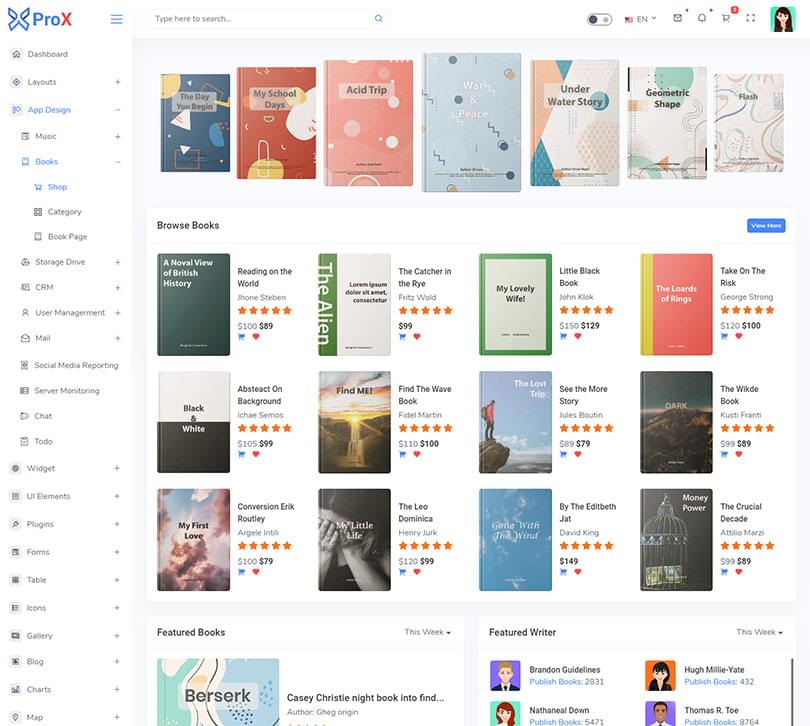 ProX
Type here to search...
EN
3
Dashboard
Layouts
App Design
Music
Books
Shop
Category
Book Page
Storage Drive
CRM
User Managerment
Mail
Social Media Reporting
Server Monitoring
Chat
Todo
Widget
UI Elements
Plugins
Forms
Table
Icons
Gallery
Blog
Charts
Map
The Day
You Begin
My School
Days
Acid Trip
War
&
Peace
Under
Water Story
Geometric
Shape
Flash
Browse Books
View More
A Noval View
of British
History
Reading on the
World
Jhone Steben
$100 $89
The Alien
Lorem ipsum
dolor sit amet,
consectetur
The Catcher in
the Rye
Fritz Wold
$99
My Lovely
Wife!
Little Black
Book
John Klok
$150 $129
The Loards
of Rings
Take On The
Risk
George Strong
$120 $100
Black
&
White
Absteact On
Background
Ichae Semos
$105 $99
Find ME!
Find The Wave
Book
Fidel Martin
$110 $100
The Lost
Trip
See the More
Story
Jules Boutin
$89 $79
DARK
The Wikde
Book
Kusti Franti
$99 $89
My First
Love
Conversion Erik
Routley
Argele Intili
$100 $79
My Little
Life
The Leo
Dominica
Henry Jurk
$120 $99
Gone With
The Wind
By The Editbeth
Jat
David King
$149
Money
Power
The Crucial
Decade
Attilio Marzi
$99 $89
Featured Books
This Week
Berserk
Casey Christie night book into find...
Author: Gheg origin
Featured Writer
This Week
Brandon Guidelines
Publish Books: 2831
Hugh Millie-Yate
Publish Books: 432
Nathaneal Down
Publish Books: 5471
Thomas R. Toe
Publish Books: 8764